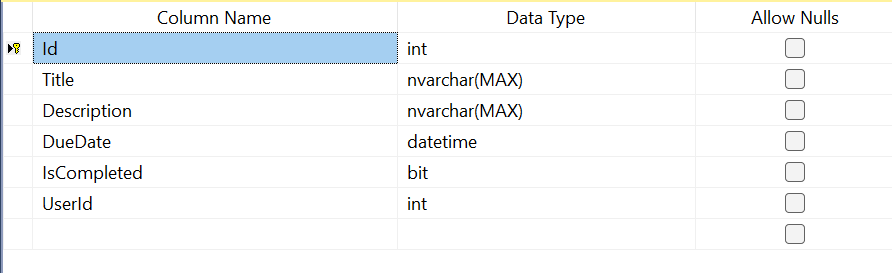 Column Name Data Type Allow Nulls
Id int
Title nvarchar(MAX)
Description nvarchar(MAX)
DueDate datetime
IsCompleted bit
UserId int